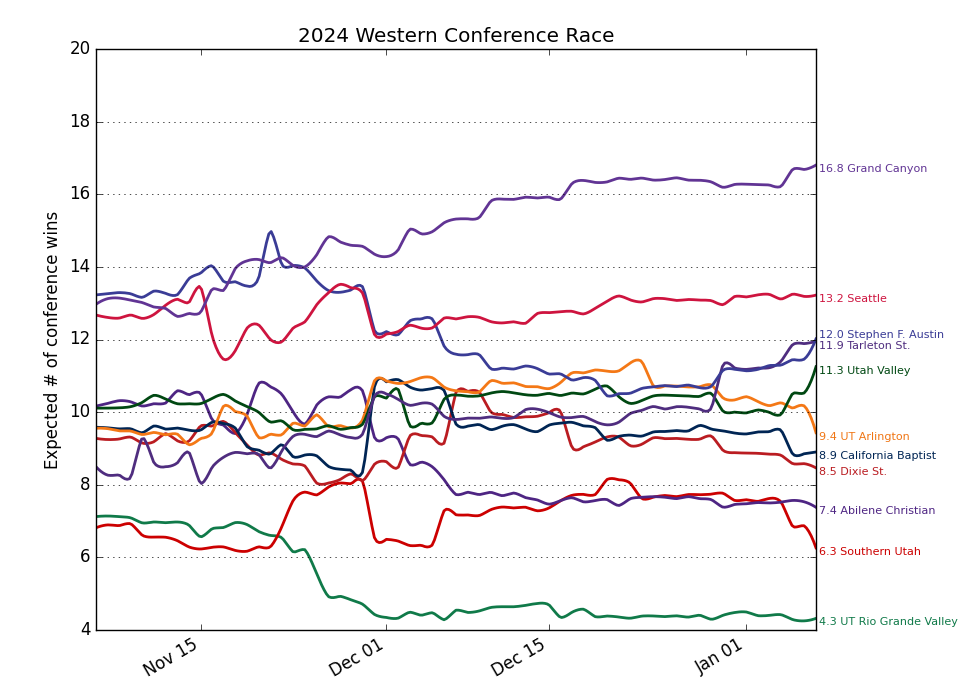 2024 Western Conference Race
Expected # of conference wins
20
18
16
14
12
10
8
6
4
Nov 15
Dec 01
Dec 15
Jan 01
16.8 Grand Canyon
13.2 Seattle
12.0 Stephen F. Austin
11.9 Tarleton St.
11.3 Utah Valley
9.4 UT Arlington
8.9 California Baptist
8.5 Dixie St.
7.4 Abilene Christian
6.3 Southern Utah
4.3 UT Rio Grande Valley